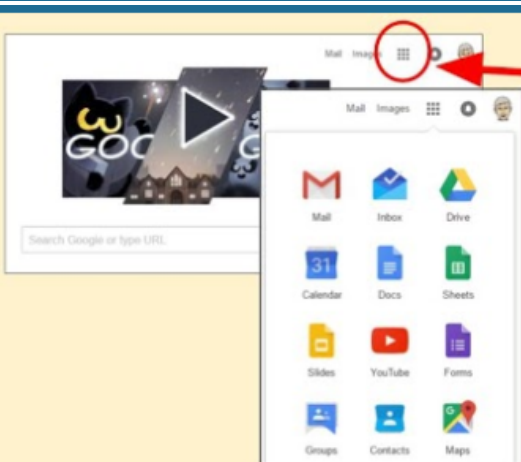 Mail Images
GOO G
Search Google or type URL
Mail Images
Mail Inbox Drive
31
Calendar Docs Sheets
Slides YouTube Forms
G
Groups Contacts Maps